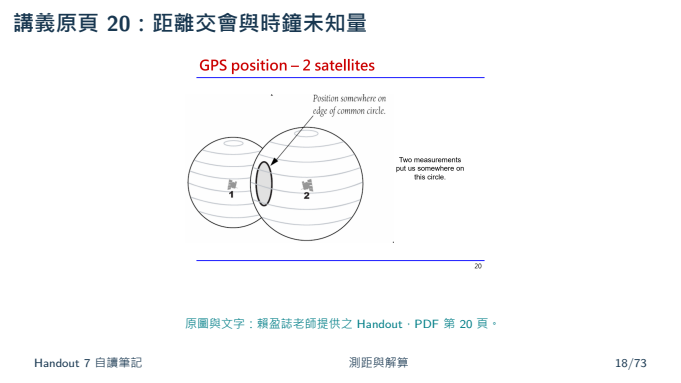 講義原頁 20：距離交會與時鐘未知量
GPS position – 2 satellites
Position somewhere on
edge of common circle.
Two measurements
put us somewhere on
this circle.
1
2
20
原圖與文字：賴盈誌老師提供之 Handout，PDF 第 20 頁。
Handout 7 自讀筆記
測距與解算
18/73